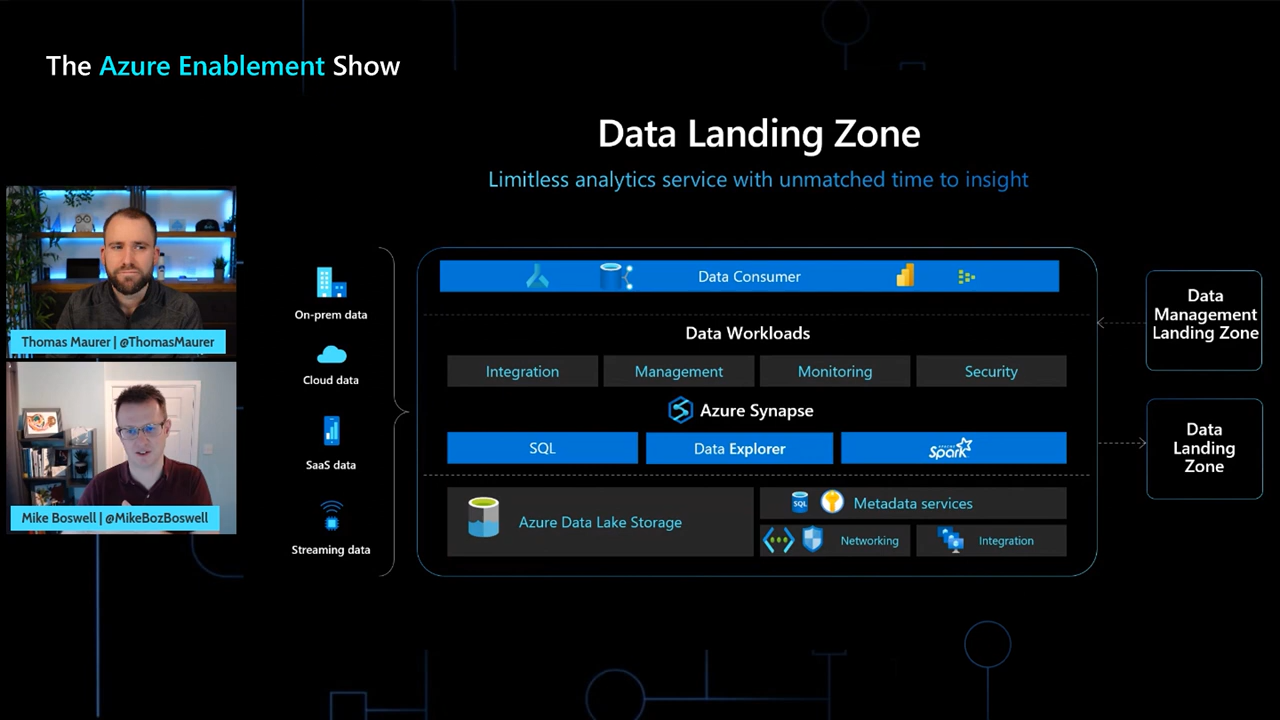 The Azure Enablement Show
Data Landing Zone
Limitless analytics service with unmatched time to insight
Thomas Maurer | @ThomasMaurer
Mike Boswell | @MikeBozBoswell
On-prem data
Cloud data
SaaS data
Streaming data
Data Consumer
Data Workloads
Integration
Management
Monitoring
Security
Azure Synapse
SQL
Data Explorer
APACHE
Spark
Azure Data Lake Storage
SQL
Metadata services
Networking
Integration
Data
Management
Landing Zone
Data
Landing
Zone